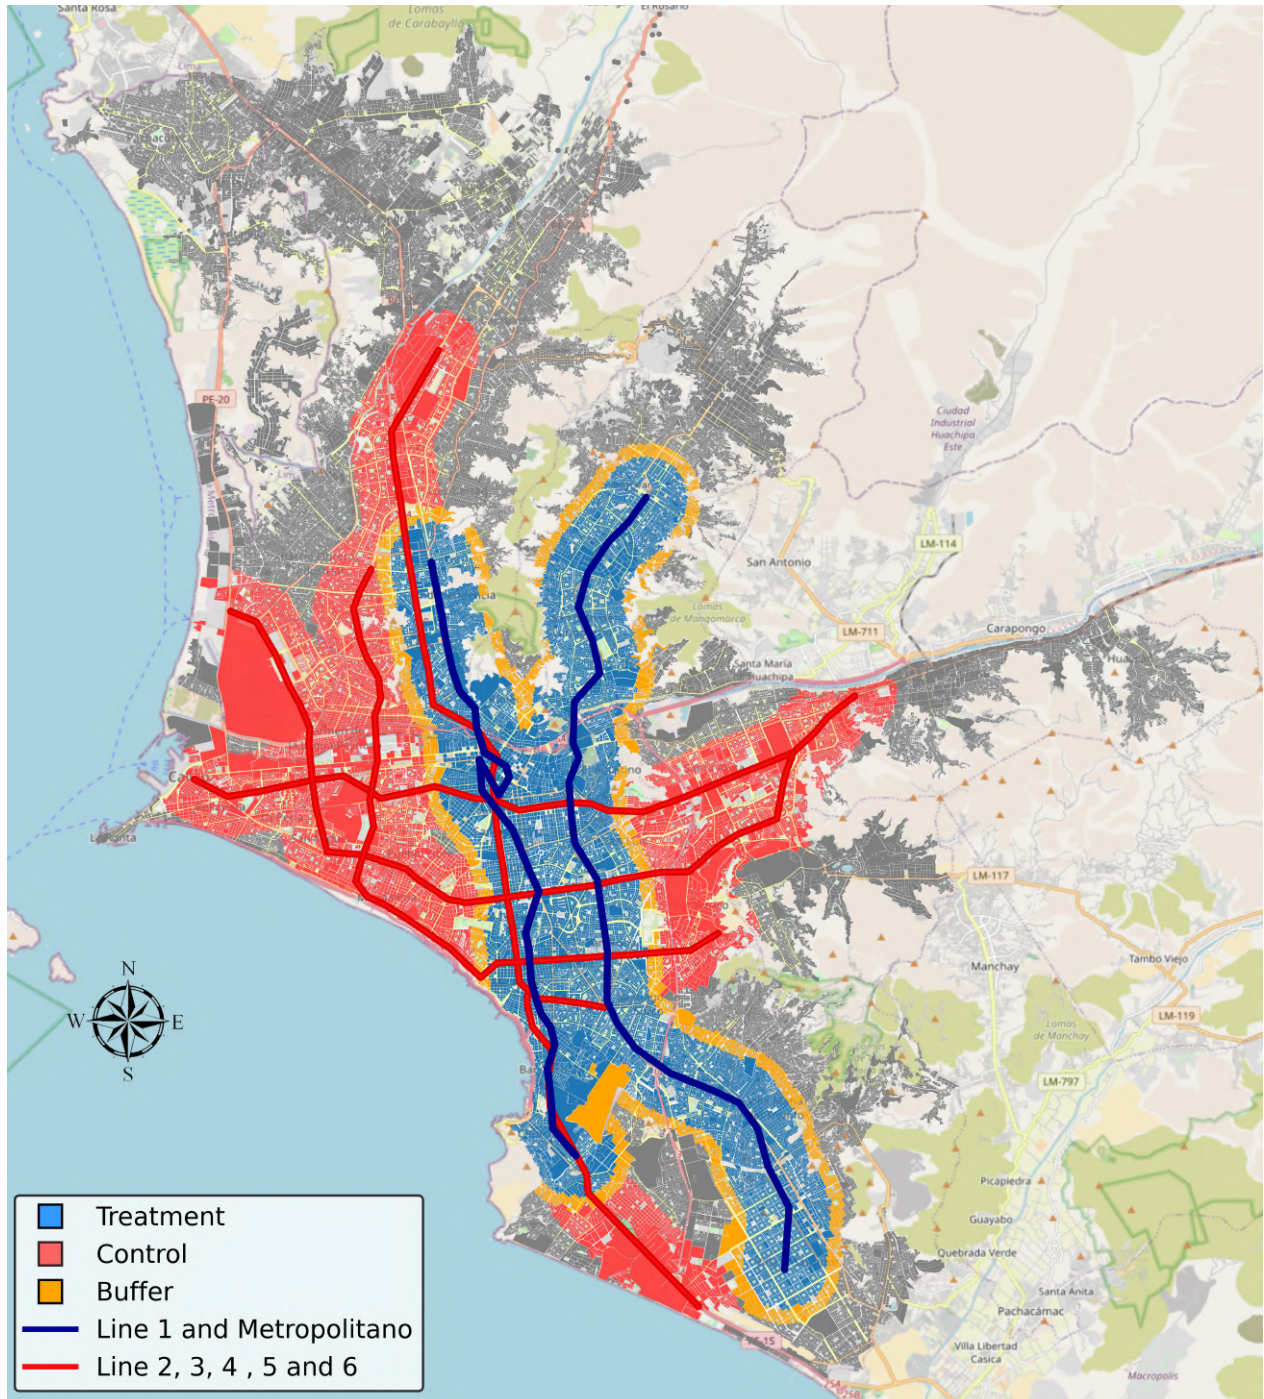 Santa Rosa
Lomas
de Carabayllo
El Rosario
Lima
PE-20
Ciudad
Industrial
Huachipa
Este
LM-114
San Antonio
Lomas
de Mangomarca
LM-711
Carapongo
Santa María
LM-117
Manchay
Tambo Viejo
LM-119
Lomas
de Manchay
LM-797
Picapiedra
Guayabo
Quebrada Verde
Santa Anita
Pachacámac
Villa Libertad
Casica
Macropolis
N
W
E
S
Treatment
Control
Buffer
Line 1 and Metropolitano
Line 2, 3, 4 , 5 and 6